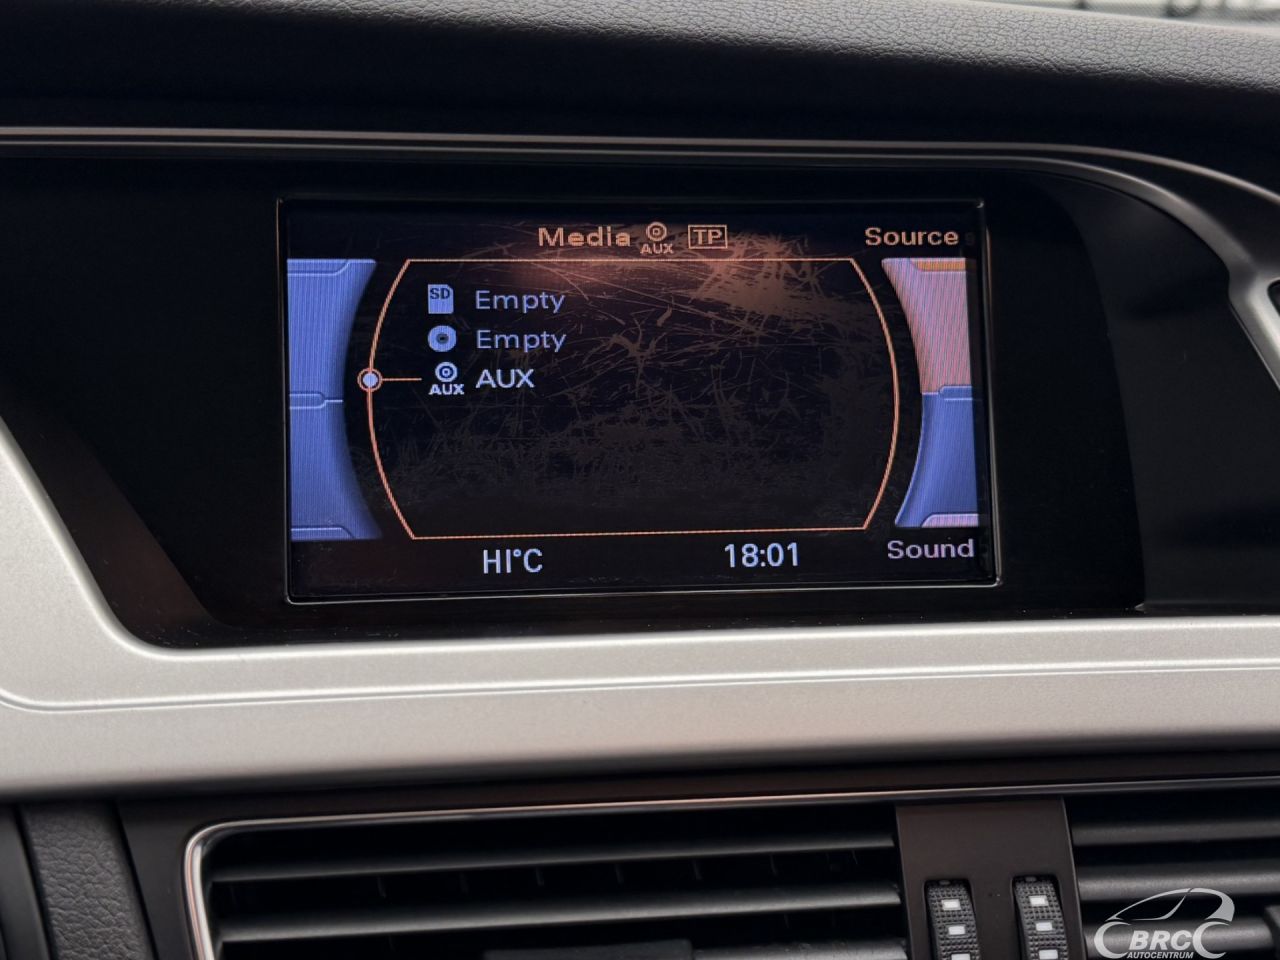 Media AUX TP
Source
SD Empty
Empty
AUX AUX
HI°C
18:01
Sound
BRC
AUTOCENTRUM